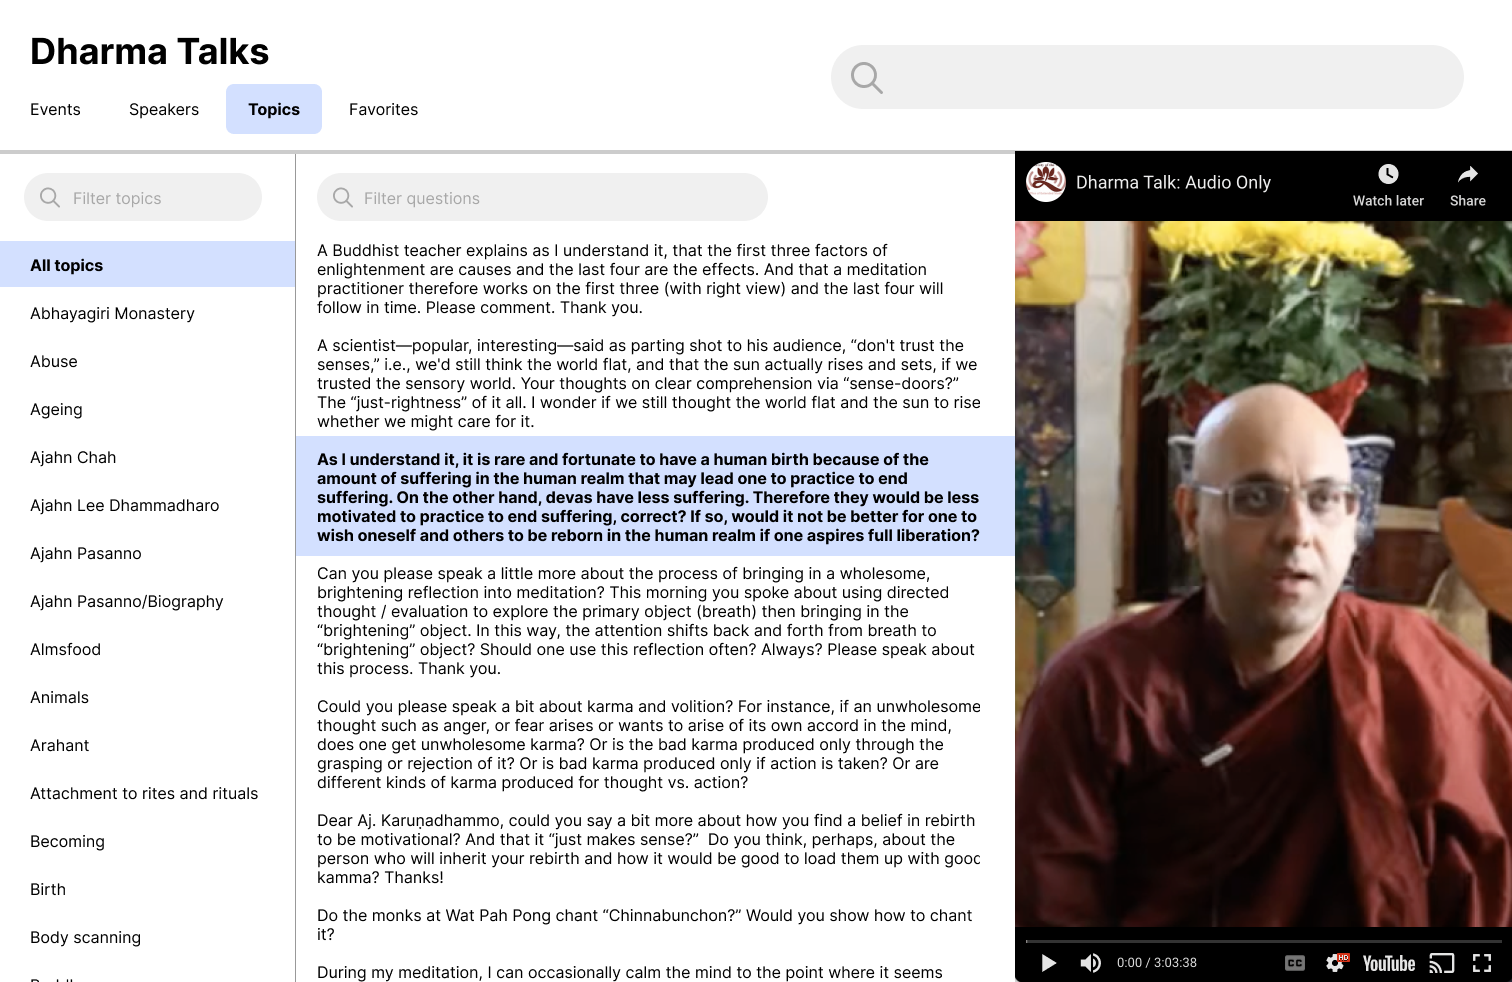 Dharma Talks
Events
Speakers
Topics
Favorites
Filter topics
All topics
Abhayagiri Monastery
Abuse
Ageing
Ajahn Chah
Ajahn Lee Dhammadharo
Ajahn Pasanno
Ajahn Pasanno/Biography
Almsfood
Animals
Arahant
Attachment to rites and rituals
Becoming
Birth
Body scanning
Filter questions
A Buddhist teacher explains as I understand it, that the first three factors of
enlightenment are causes and the last four are the effects. And that a meditation
practitioner therefore works on the first three (with right view) and the last four will
follow in time. Please comment. Thank you.
A scientist—popular, interesting—said as parting shot to his audience, “don't trust the
senses,” i.e., we'd still think the world flat, and that the sun actually rises and sets, if we
trusted the sensory world. Your thoughts on clear comprehension via “sense-doors?”
The “just-rightness” of it all. I wonder if we still thought the world flat and the sun to rise
whether we might care for it.
As I understand it, it is rare and fortunate to have a human birth because of the
amount of suffering in the human realm that may lead one to practice to end
suffering. On the other hand, devas have less suffering. Therefore they would be less
motivated to practice to end suffering, correct? If so, would it not be better for one to
wish oneself and others to be reborn in the human realm if one aspires full liberation?
Can you please speak a little more about the process of bringing in a wholesome,
brightening reflection into meditation? This morning you spoke about using directed
thought / evaluation to explore the primary object (breath) then bringing in the
“brightening” object. In this way, the attention shifts back and forth from breath to
“brightening” object? Should one use this reflection often? Always? Please speak about
this process. Thank you.
Could you please speak a bit about karma and volition? For instance, if an unwholesome
thought such as anger, or fear arises or wants to arise of its own accord in the mind,
does one get unwholesome karma? Or is the bad karma produced only through the
grasping or rejection of it? Or is bad karma produced only if action is taken? Or are
different kinds of karma produced for thought vs. action?
Dear Aj. Karuṇadhammo, could you say a bit more about how you find a belief in rebirth
to be motivational? And that it “just makes sense?”  Do you think, perhaps, about the
person who will inherit your rebirth and how it would be good to load them up with good
kamma? Thanks!
Do the monks at Wat Pah Pong chant “Chinnabunchon?” Would you show how to chant
it?
During my meditation, I can occasionally calm the mind to the point where it seems
Dharma Talk: Audio Only
Watch later
Share
0:00 / 3:03:38
CC
HD
YouTube